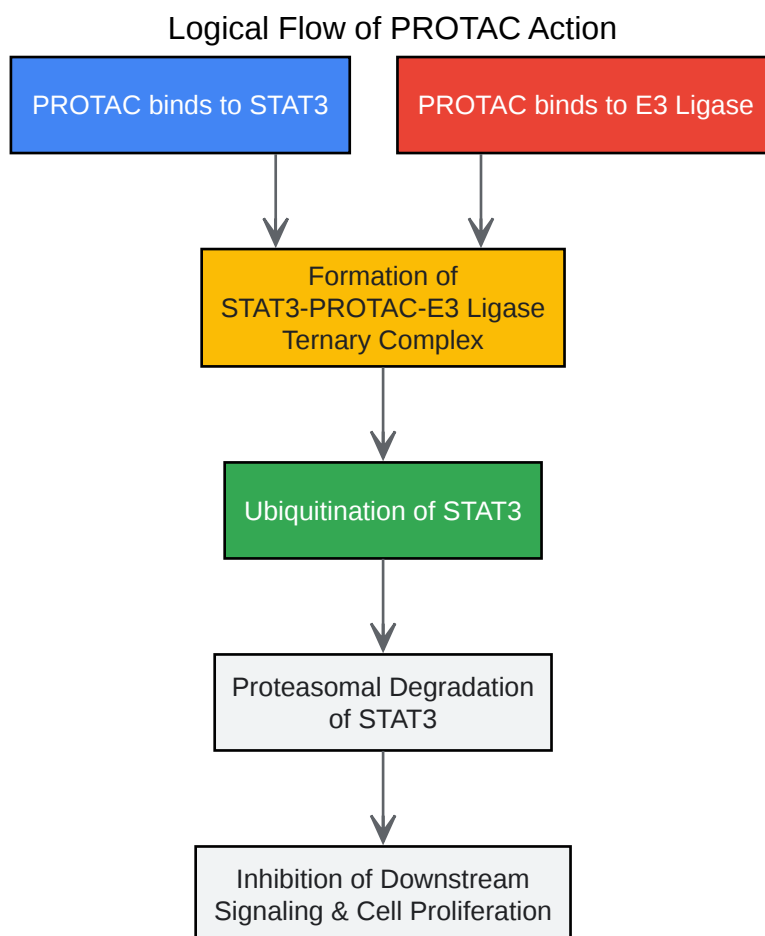 Logical Flow of PROTAC Action
PROTAC binds to STAT3
PROTAC binds to E3 Ligase
Formation of
STAT3-PROTAC-E3 Ligase
Ternary Complex
Ubiquitination of STAT3
Proteasomal Degradation
of STAT3
Inhibition of Downstream
Signaling & Cell Proliferation